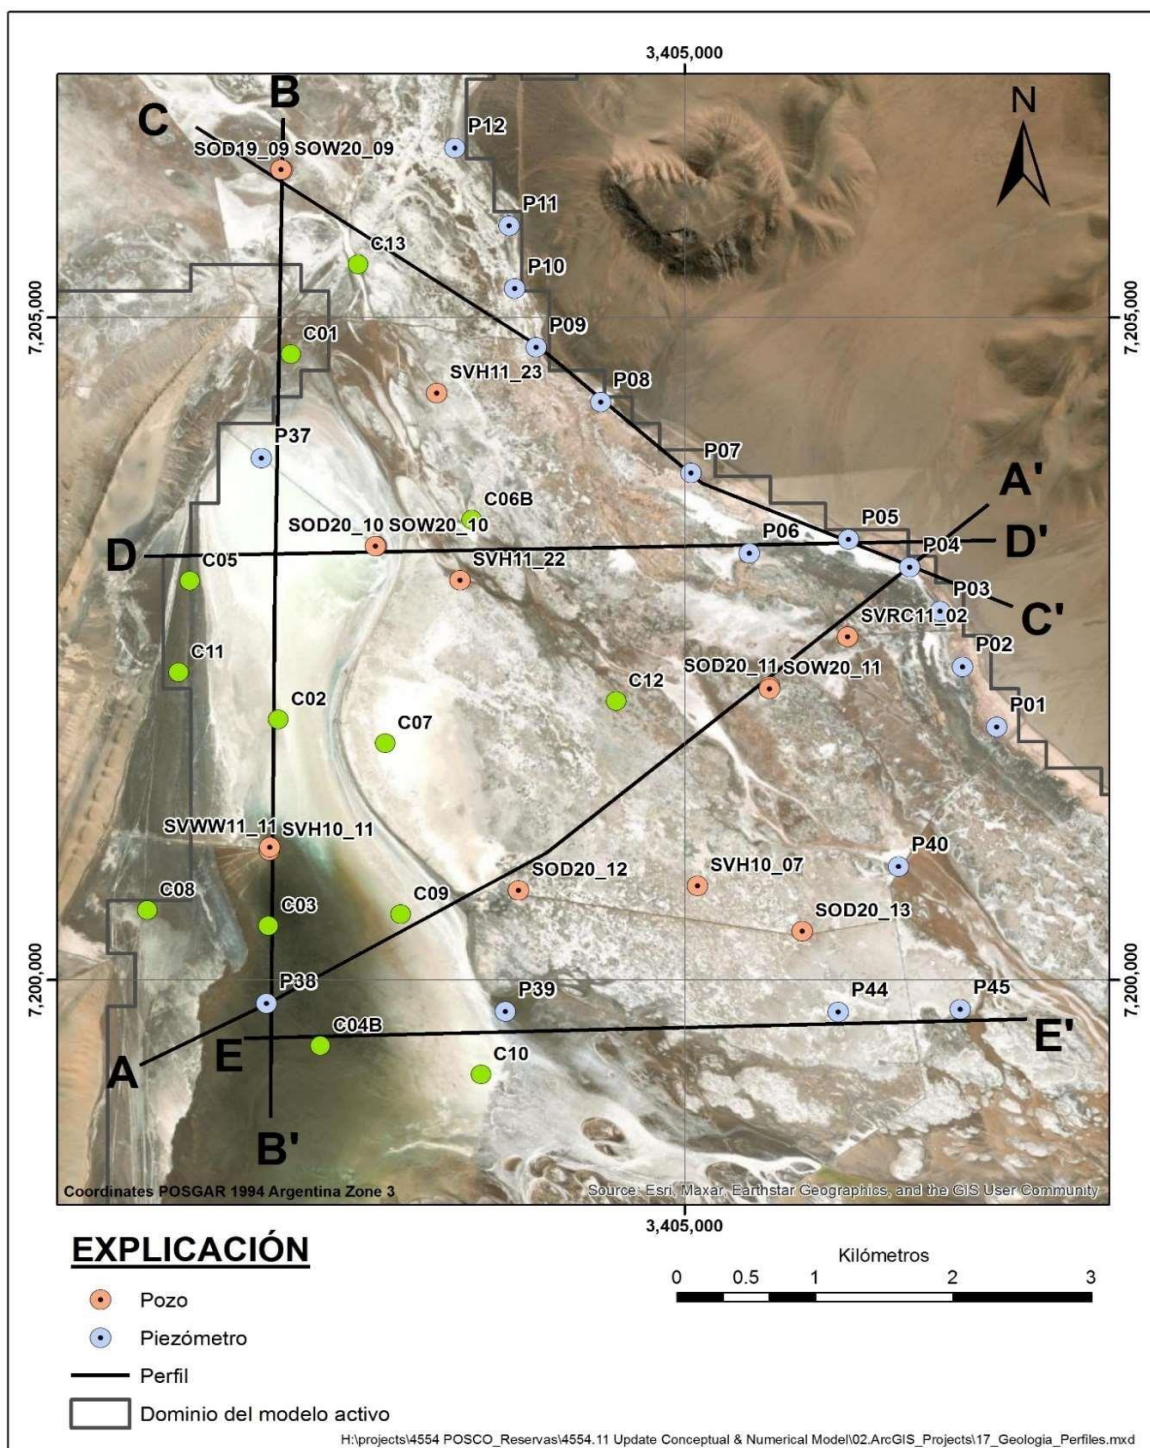 3,405,000
B
C
N
P12
SOD19_09 SOW20_09
P11
C13
P10
7,205,000
7,205,000
C01
P09
SVH11_23
P08
P37
P07
A'
C06B
SOD20_10 SOW20_10
P05
D
D'
P06
P04
C05
SVH11_22
P03
C'
SVRC11_02
C11
SOD20_11 SOW20_11
P02
C12
C02
P01
C07
SVWW11_11 SVH10_11
P40
SOD20_12
SVH10_07
C08
C09
C03
SOD20_13
7,200,000
7,200,000
P38
P39
P44
P45
C04B
E
E'
A
C10
B'
Coordinates POSGAR 1994 Argentina Zone 3
Source: Esri, Maxar, Earthstar Geographics, and the GIS User Community
3,405,000
EXPLICACIÓN
Kilómetros
0 0.5 1 2 3
Pozo
Piezómetro
Perfil
Dominio del modelo activo
H:\projects\4554 POSCO_Reservas\4554.11 Update Conceptual & Numerical Model\02.ArcGIS_Projects\17_Geologia_Perfiles.mxd